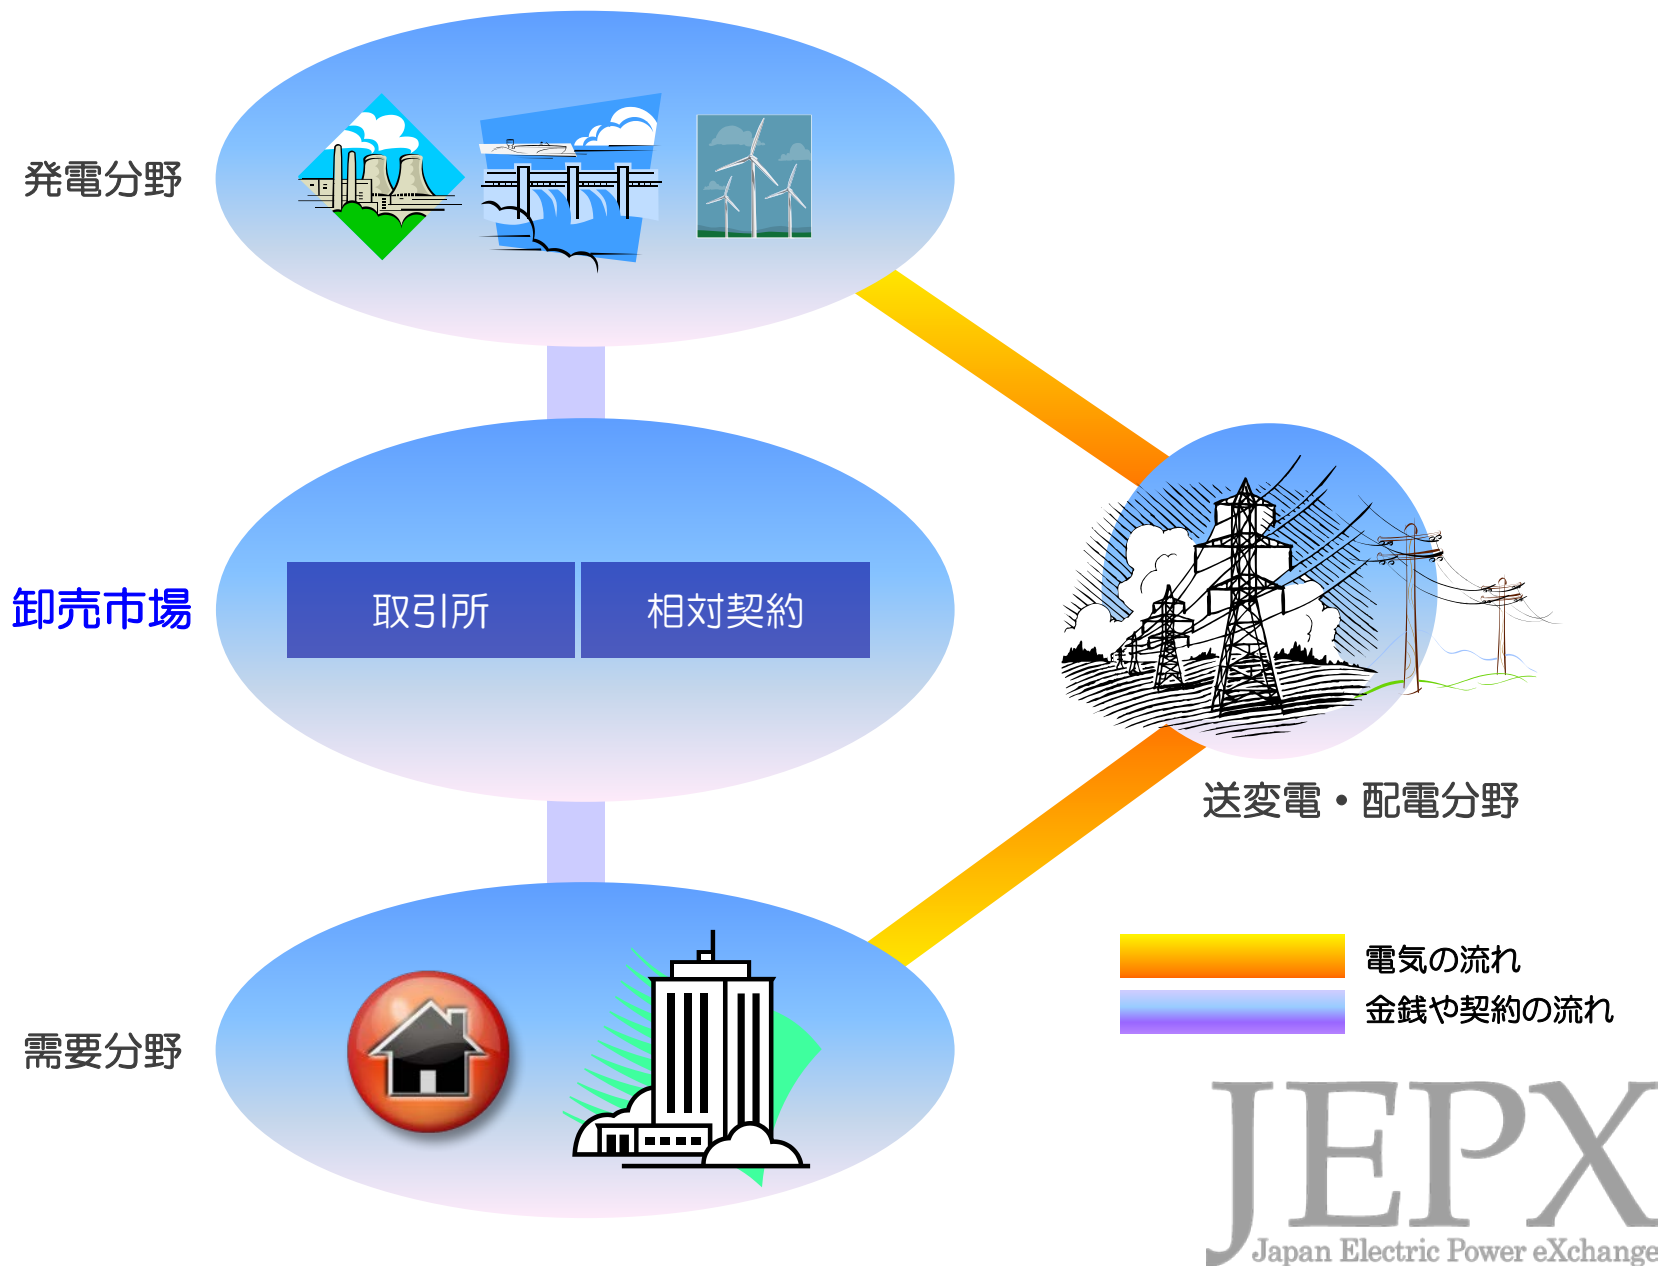 発電分野
卸売市場
取引所
相対契約
送変電・配電分野
電気の流れ
金銭や契約の流れ
需要分野
JEPX
Japan Electric Power eXchange